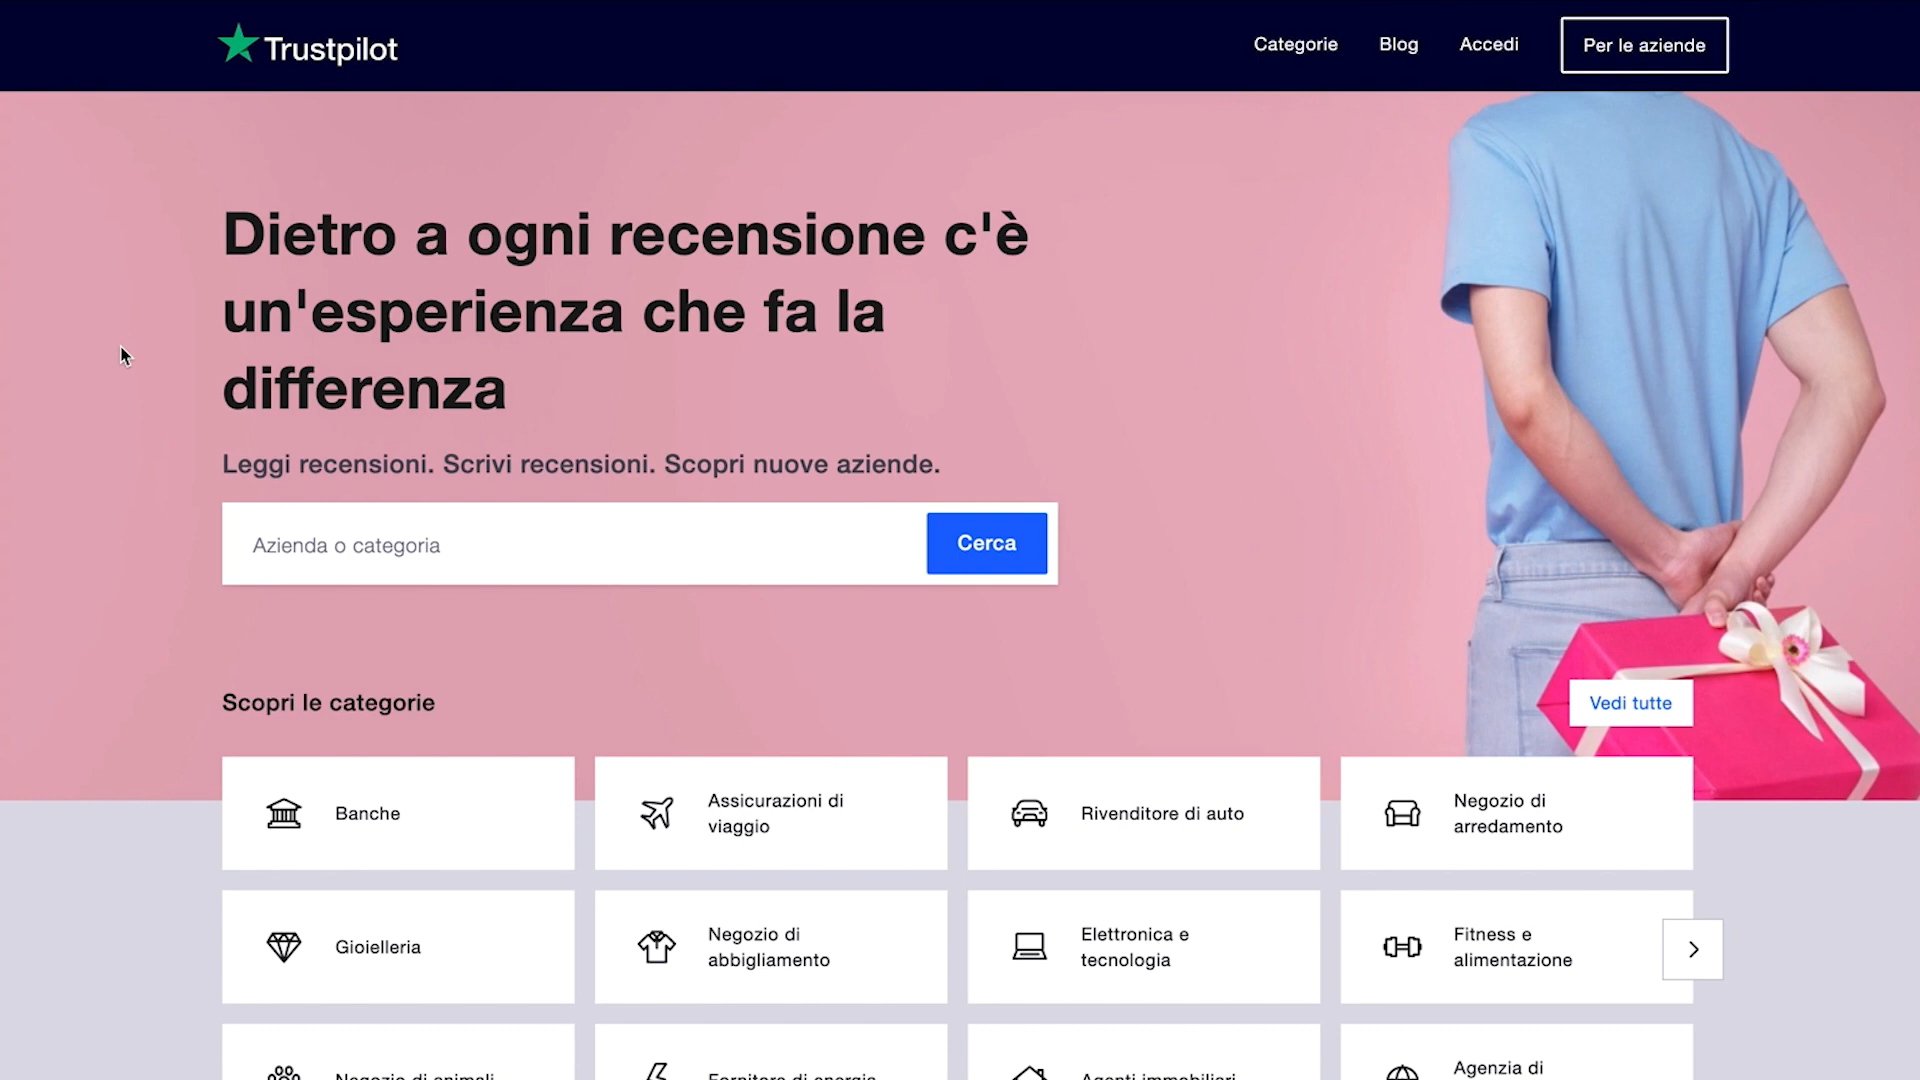 Trustpilot
Categorie
Blog
Accedi
Per le aziende
Dietro a ogni recensione c'è
un'esperienza che fa la
differenza
Leggi recensioni. Scrivi recensioni. Scopri nuove aziende.
Azienda o categoria
Cerca
Scopri le categorie
Vedi tutte
Banche
Assicurazioni di
viaggio
Rivenditore di auto
Negozio di
arredamento
Gioielleria
Negozio di
abbigliamento
Elettronica e
tecnologia
Fitness e
alimentazione
Negozio di animali
Fornitore di energia
Agenti immobiliari
Agenzia di